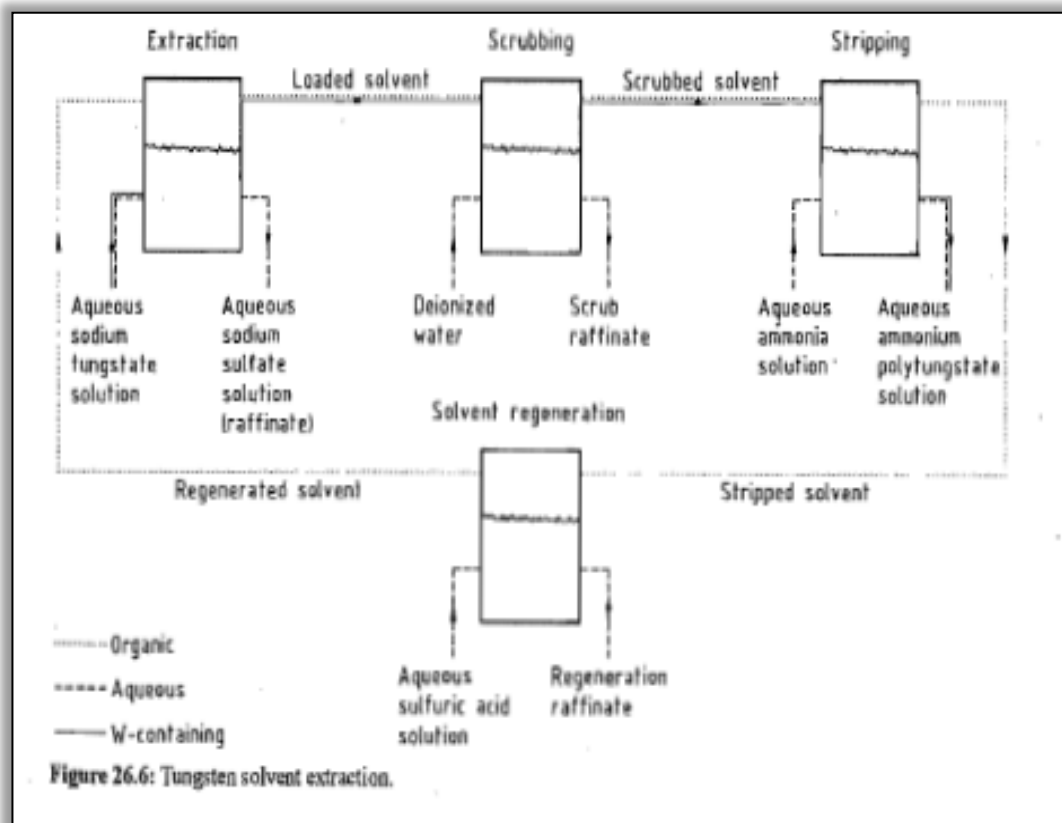 Extraction
Scrubbing
Stripping
Loaded solvent
Scrubbed solvent
Aqueous
sodium
tungstate
solution
Aqueous
sodium
sulfate
solution
(raffinate)
Deionized
water
Scrub
raffinate
Aqueous
ammonia
solution
Aqueous
ammonium
polytungstate
solution
Solvent regeneration
Regenerated solvent
Stripped solvent
Aqueous
sulfuric acid
solution
Regeneration
raffinate
Organic
Aqueous
W-containing
Figure 26.6: Tungsten solvent extraction.